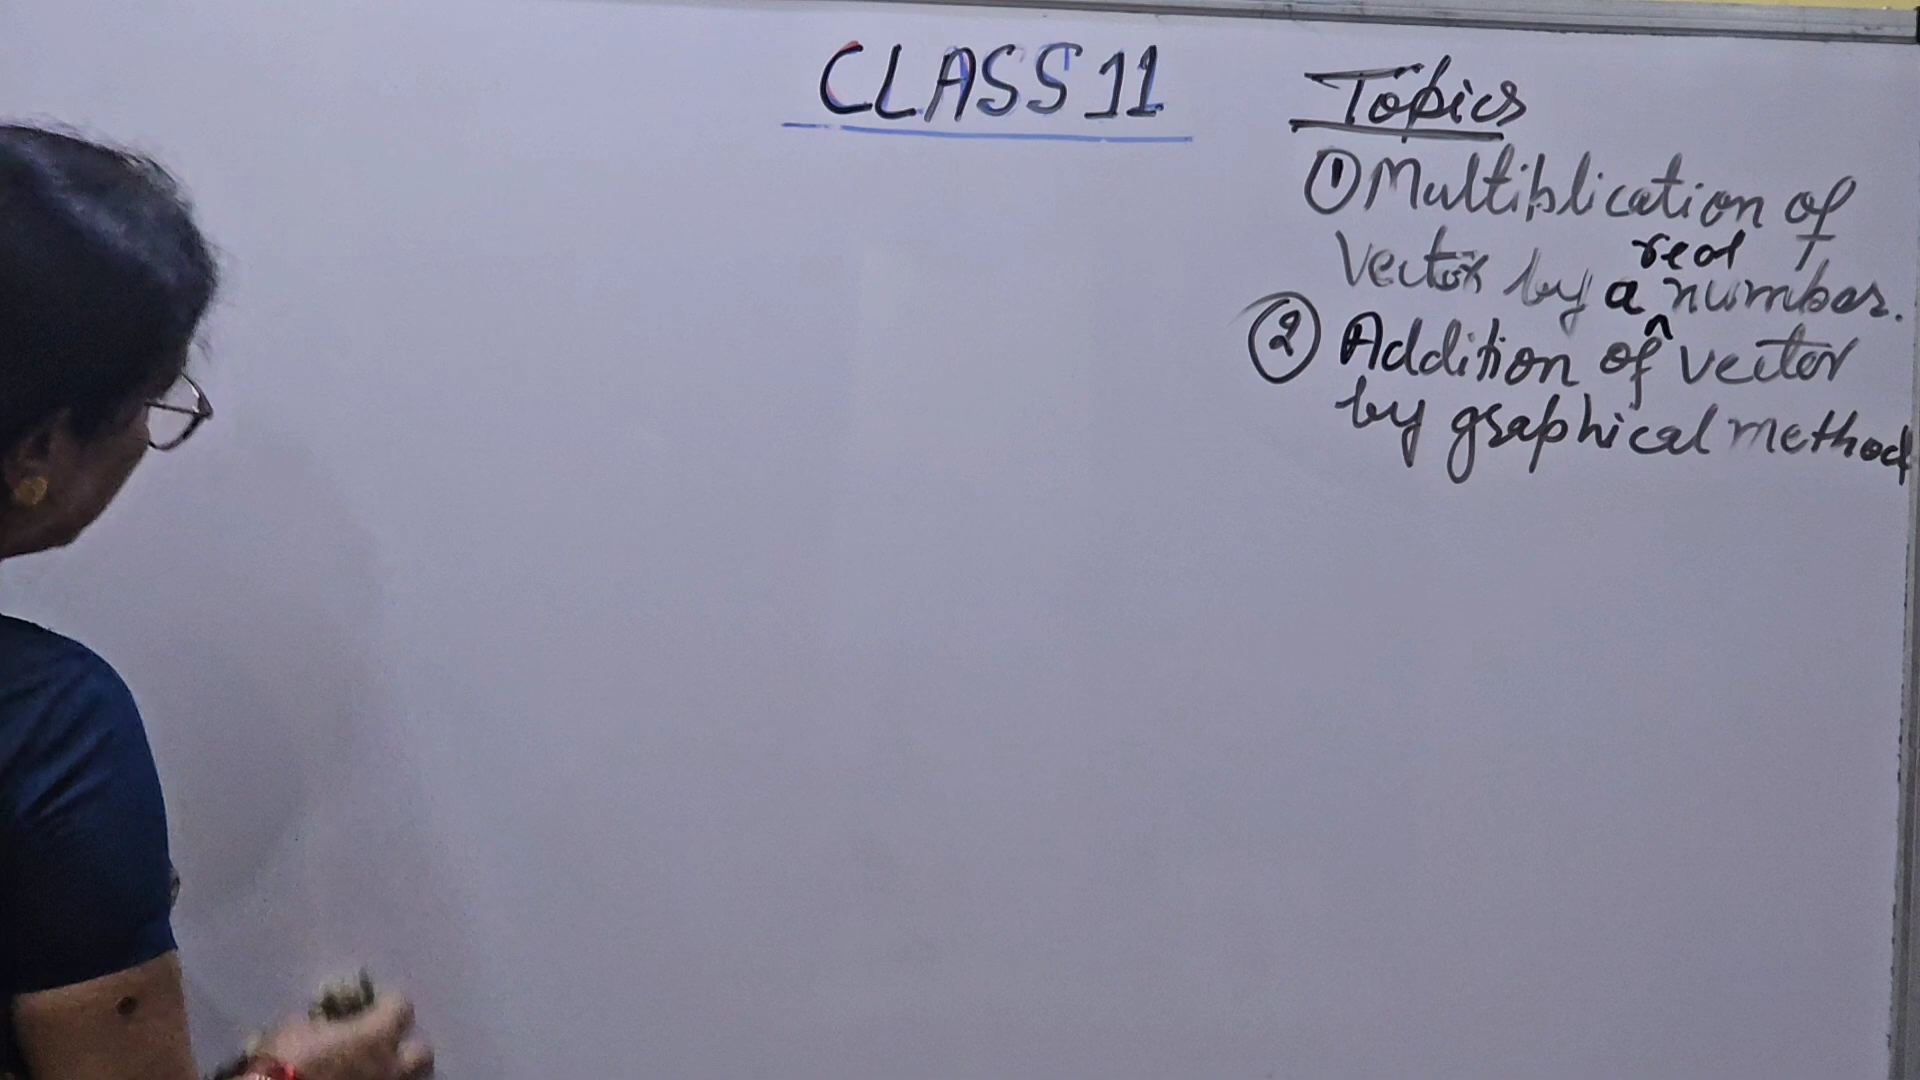 CLASS 11
Topics
① Multiplication of
Vector by a real number.
② Addition of vector
by graphical method